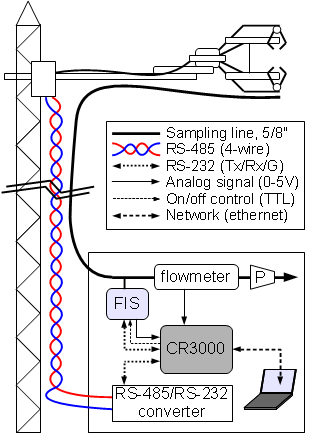 Sampling line, 5/8"
RS-485 (4-wire)
RS-232 (Tx/Rx/G)
Analog signal (0-5V)
On/off control (TTL)
Network (ethernet)
flowmeter
P
FIS
CR3000
RS-485/RS-232
converter